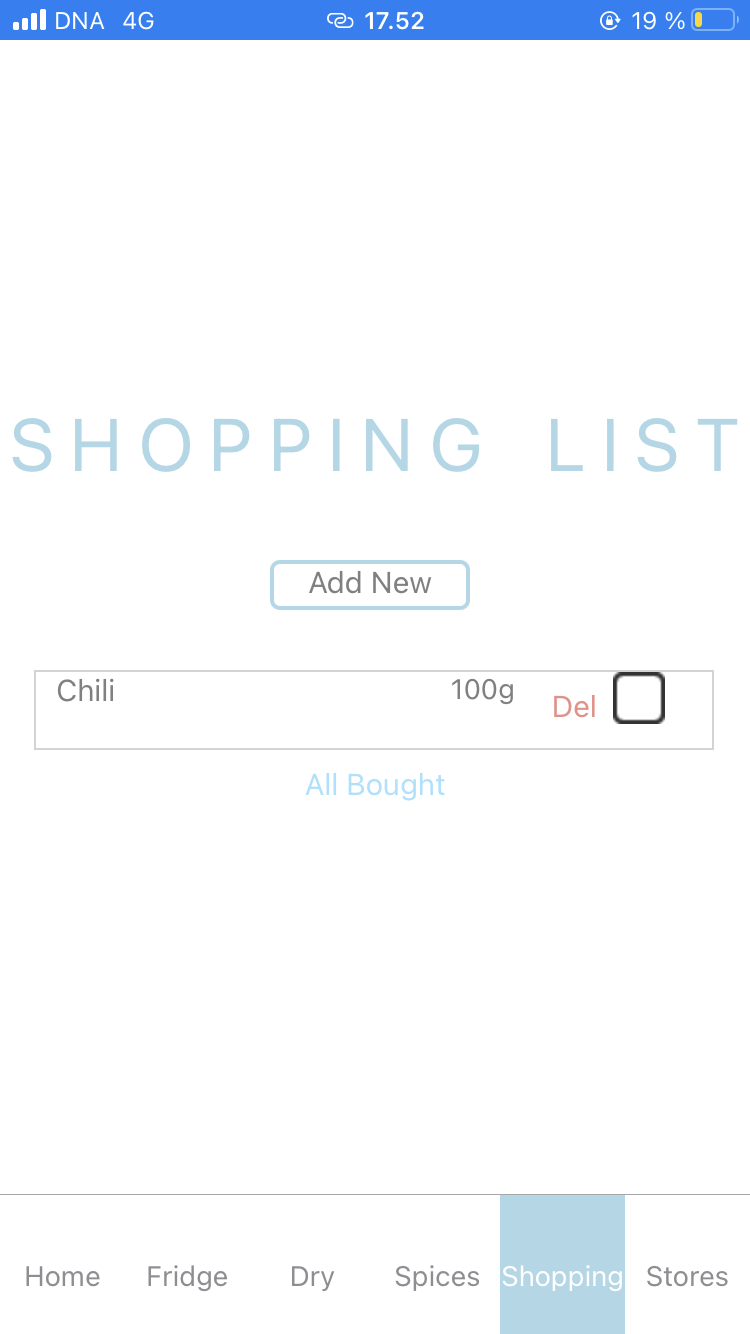 DNA 4G 17.52 19 %
SHOPPING LIST
Add New
Chili 100g Del
All Bought
Home Fridge Dry Spices Shopping Stores